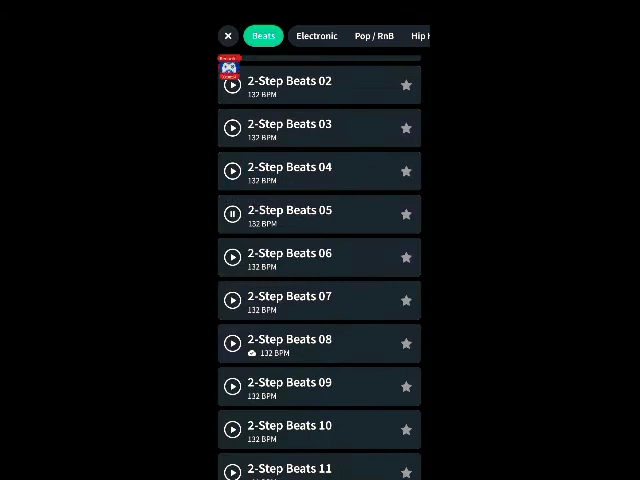 Beats Electronic Pop / RnB Hip H
2-Step Beats 02
132 BPM
2-Step Beats 03
132 BPM
2-Step Beats 04
132 BPM
2-Step Beats 05
132 BPM
2-Step Beats 06
132 BPM
2-Step Beats 07
132 BPM
2-Step Beats 08
132 BPM
2-Step Beats 09
132 BPM
2-Step Beats 10
132 BPM
2-Step Beats 11